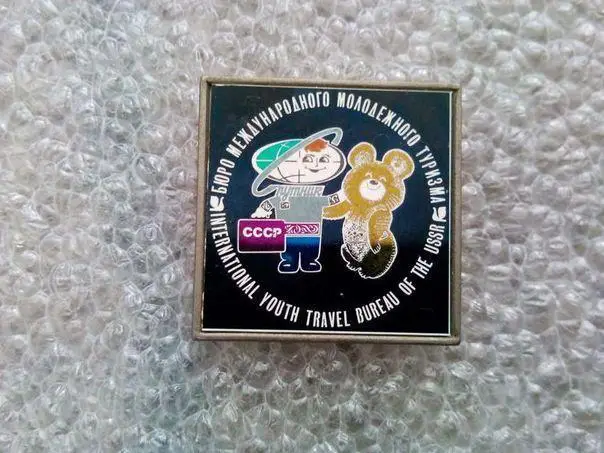 БЮРО МЕЖДУНАРОДНОГО МОЛОДЕЖНОГО ТУРИЗМА
Спутник
СССР
INTERNATIONAL YOUTH TRAVEL BUREAU OF THE USSR